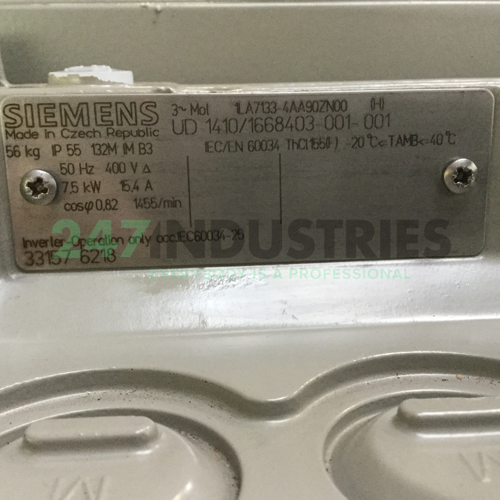 SIEMENS 3~ Mot 1LA7133-4AA90ZN00 (H)
Made in Czech Republic UD 1410/1668403-001-001
56 kg IP 55 132M IM B3 IEC/EN 60034 ThCl 155(F) -20°C<=TAMB<=40°C
50 Hz 400 V Δ
7,5 kW 15,4 A
cosφ 0,82 1455/min
247INDUSTRIES
Inverter-Operation only acc.IEC60034-25
33157 6218